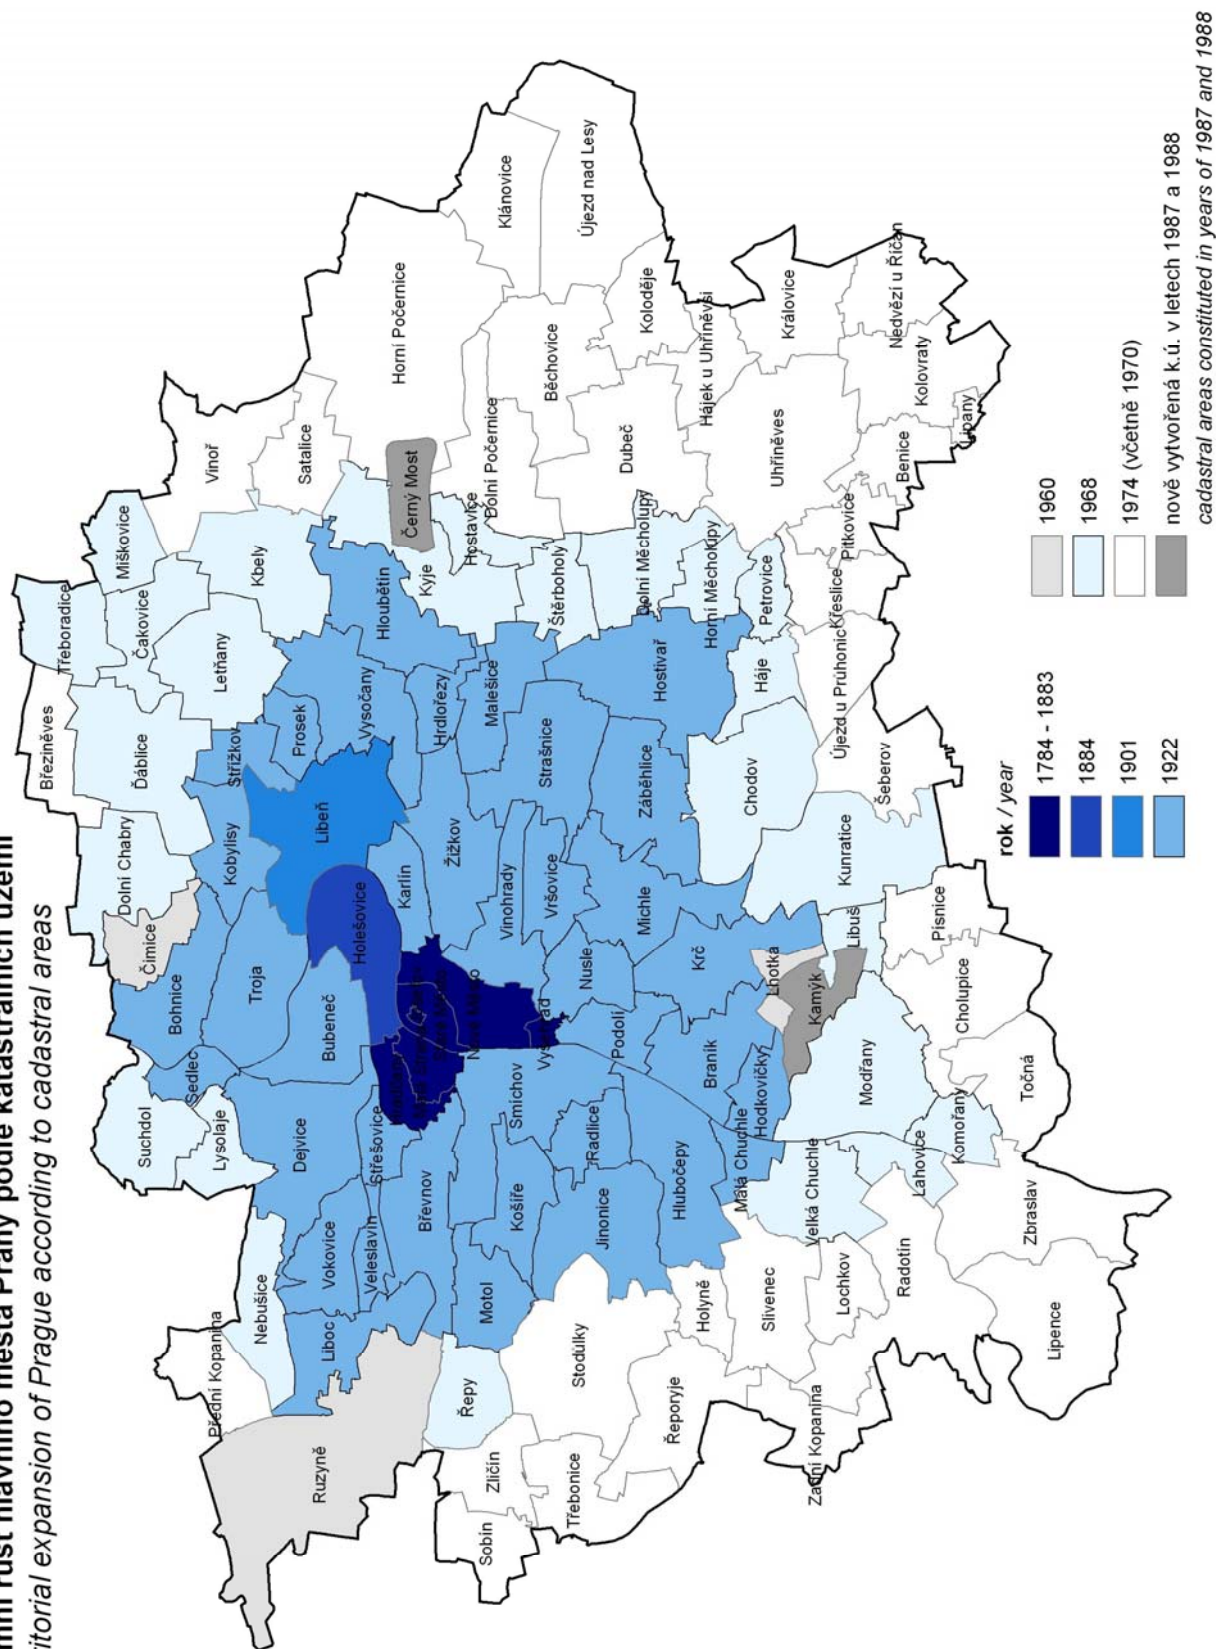 mní růst hlavního města Prahy podle katastrálních území
itorial expansion of Prague according to cadastral areas
Březiněves
Třeboradice
Miškovice
Čakovice
Ďáblice
Dolní Chabry
Čimice
Bohnice
Sedlec
Suchdol
Lysolaje
Troja
Kobylisy
Střížkov
Letňany
Kbely
Vinoř
Satalice
Prosek
Vysočany
Hloubětín
Libeň
Holešovice
Bubeneč
Dejvice
Nebušice
Přední Kopanina
Ruzyně
Liboc
Vokovice
Veleslavín
Střešovice
Břevnov
Karlín
Žižkov
Hrdlořezy
Malešice
Kyje
Hostavice
Černý Most
Horní Počernice
Dolní Počernice
Klánovice
Újezd nad Lesy
Běchovice
Koloděje
Dubeč
Štěrboholy
Dolní Měcholupy
Horní Měcholupy
Petrovice
Hostivař
Strašnice
Vinohrady
Vršovice
Záběhlice
Michle
Nusle
Nové Město
Vyšehrad
Podolí
Smíchov
Radlice
Košíře
Motol
Jinonice
Hlubočepy
Řepy
Zličín
Sobín
Třebonice
Stodůlky
Řeporyje
Holyně
Slivenec
Lochkov
Zadní Kopanina
Radotín
Velká Chuchle
Malá Chuchle
Hodkovičky
Braník
Krč
Lhotka
Kamýk
Libuš
Modřany
Komořany
Lahovice
Zbraslav
Lipence
Točná
Cholupice
Písnice
Kunratice
Chodov
Háje
Šeberov
Újezd u Průhonic
Křeslice
Pitkovice
Benice
Uhříněves
Hájek u Uhříněvsi
Královice
Nedvězí u Říčan
Kolovraty
Lipany
rok / year
1784 - 1883
1884
1901
1922
1960
1968
1974 (včetně 1970)
nově vytvořená k.ú. v letech 1987 a 1988
cadastral areas constituted in years of 1987 and 1988